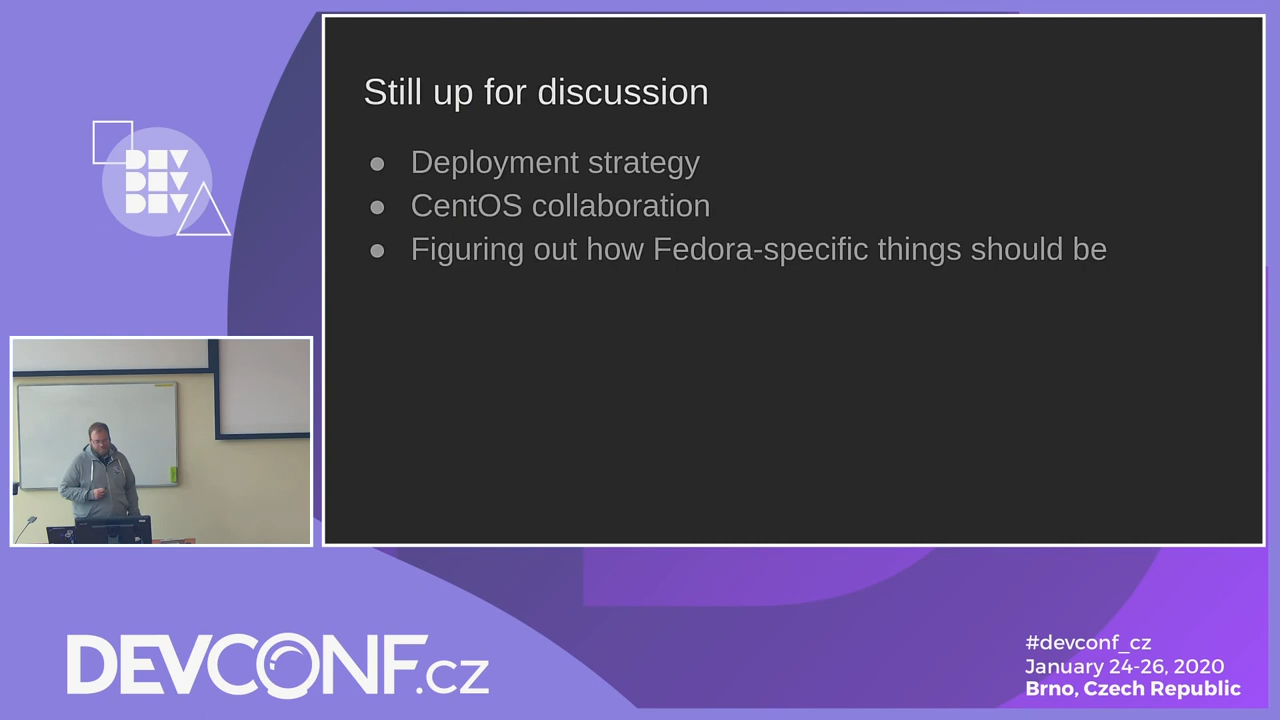 Still up for discussion
● Deployment strategy
● CentOS collaboration
● Figuring out how Fedora-specific things should be
DEV
DEV
DEV
DEVCONF.cz
#devconf_cz
January 24-26, 2020
Brno, Czech Republic